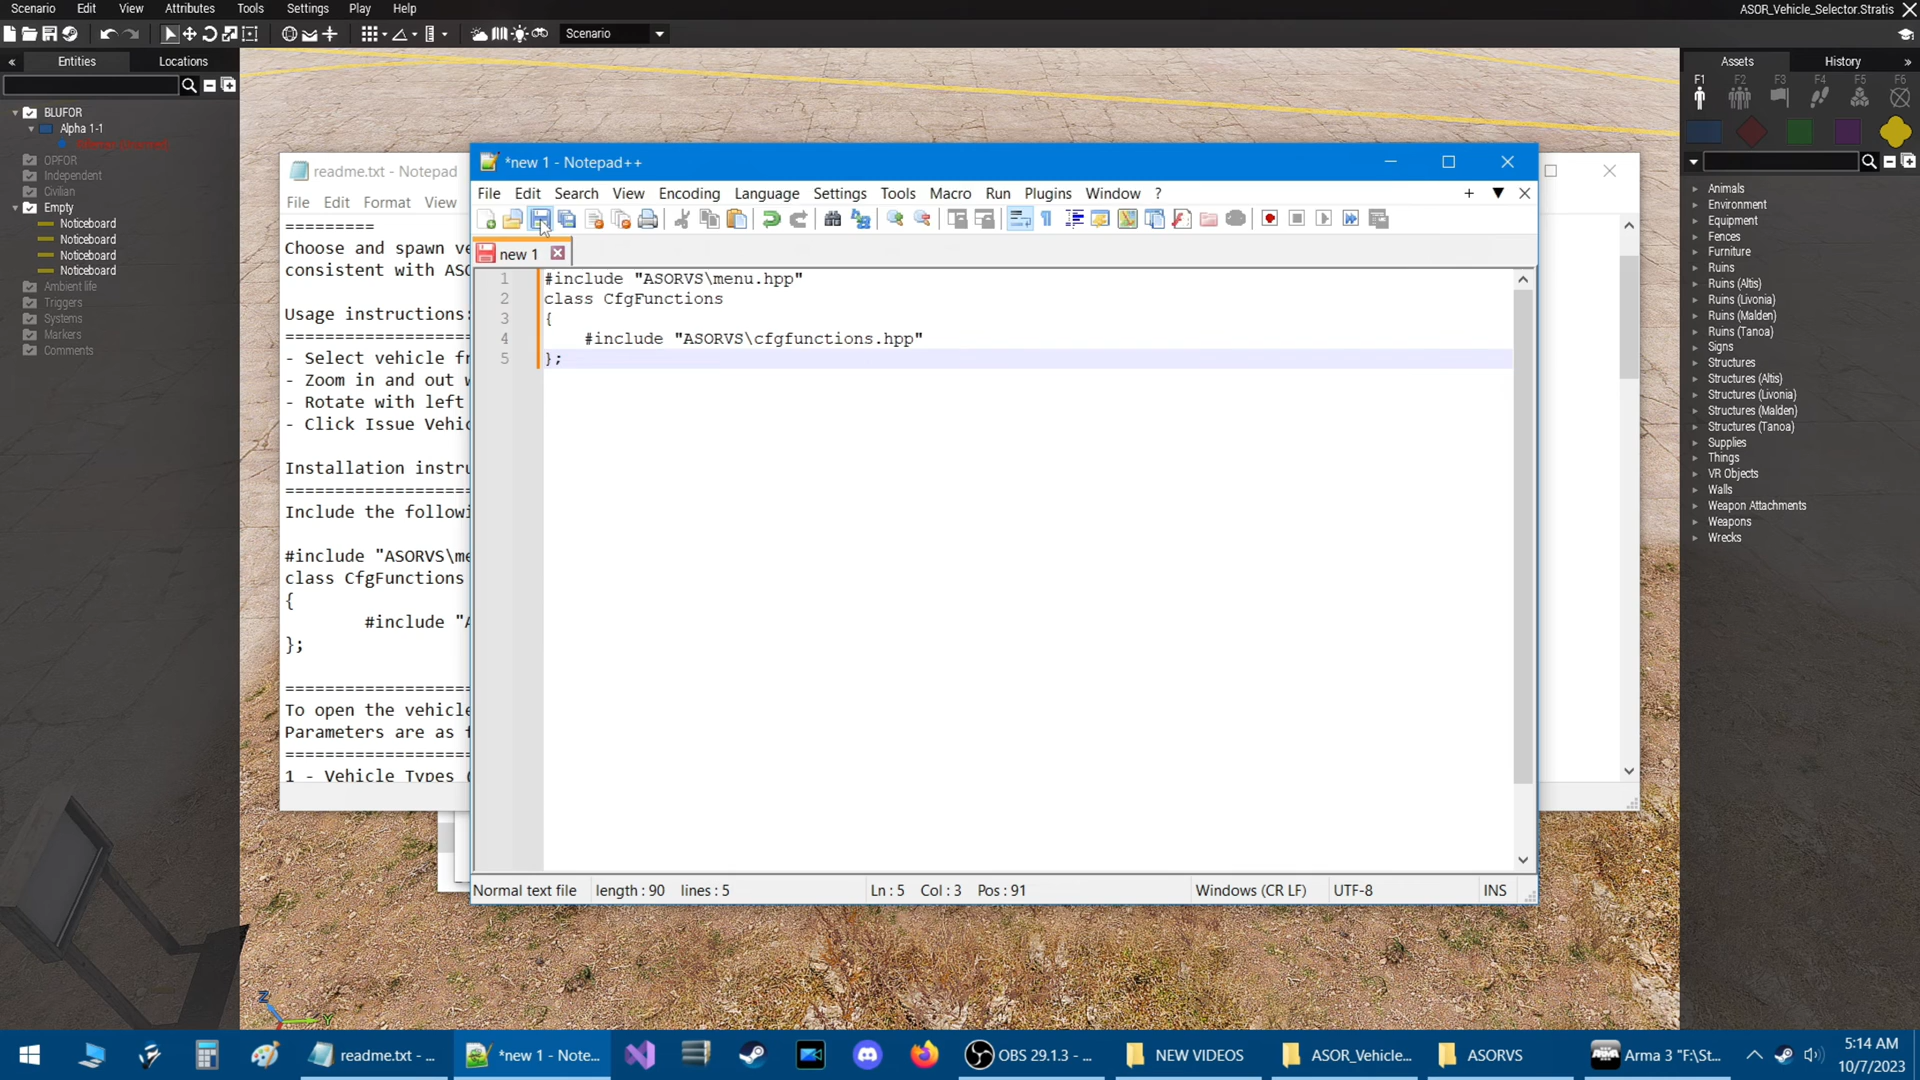 Scenario Edit View Attributes Tools Settings Play Help
ASOR_Vehicle_Selector.Stratis
Scenario
Entities Locations
BLUFOR
Alpha 1-1
OPFOR
Independent
Civilian
Empty
Noticeboard
Noticeboard
Noticeboard
Noticeboard
Ambient life
Triggers
Systems
Markers
Comments
readme.txt - Notepad
File Edit Format View
=========
Choose and spawn ve
consistent with ASO
Usage instructions:
- Select vehicle fr
- Zoom in and out w
- Rotate with left
- Click Issue Vehic
Installation instru
Include the followi
#include "ASORVS\me
class CfgFunctions
{
#include "A
};
To open the vehicle
Parameters are as f
1 - Vehicle Types (
*new 1 - Notepad++
File Edit Search View Encoding Language Settings Tools Macro Run Plugins Window ?
new 1
1 #include "ASORVS\menu.hpp"
2 class CfgFunctions
3 {
4 #include "ASORVS\cfgfunctions.hpp"
5 };
Normal text file length : 90 lines : 5 Ln : 5 Col : 3 Pos : 91 Windows (CR LF) UTF-8 INS
Assets History
F1 F2 F3 F4 F5 F6
Animals
Environment
Equipment
Fences
Furniture
Ruins
Ruins (Altis)
Ruins (Livonia)
Ruins (Malden)
Ruins (Tanoa)
Signs
Structures
Structures (Altis)
Structures (Livonia)
Structures (Malden)
Structures (Tanoa)
Supplies
Things
VR Objects
Walls
Weapon Attachments
Weapons
Wrecks
Z
Y
readme.txt - ...
*new 1 - Note...
OBS 29.1.3 - ...
NEW VIDEOS
ASOR_Vehicle...
ASORVS
Arma 3 "F:\St...
5:14 AM
10/7/2023